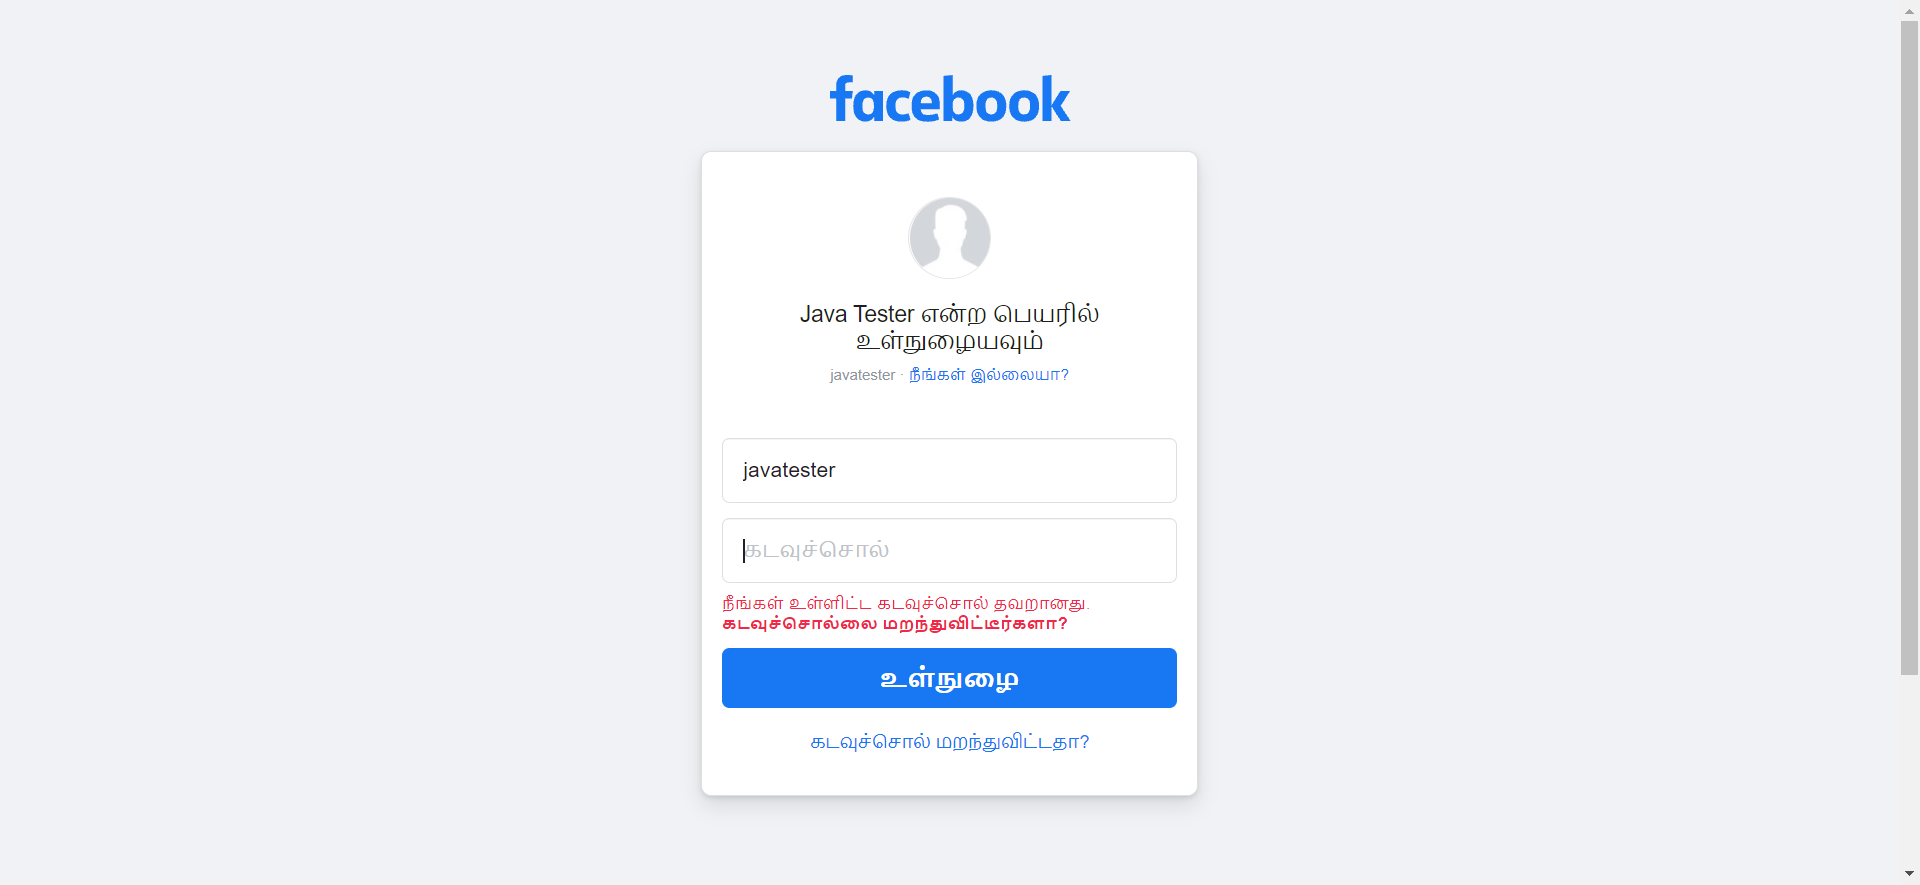 facebook
Java Tester என்ற பெயரில்
உள்நுழையவும்
javatester · நீங்கள் இல்லையா?
javatester
கடவுச்சொல்
நீங்கள் உள்ளிட்ட கடவுச்சொல் தவறானது.
கடவுச்சொல்லை மறந்துவிட்டீர்களா?
உள்நுழை
கடவுச்சொல் மறந்துவிட்டதா?